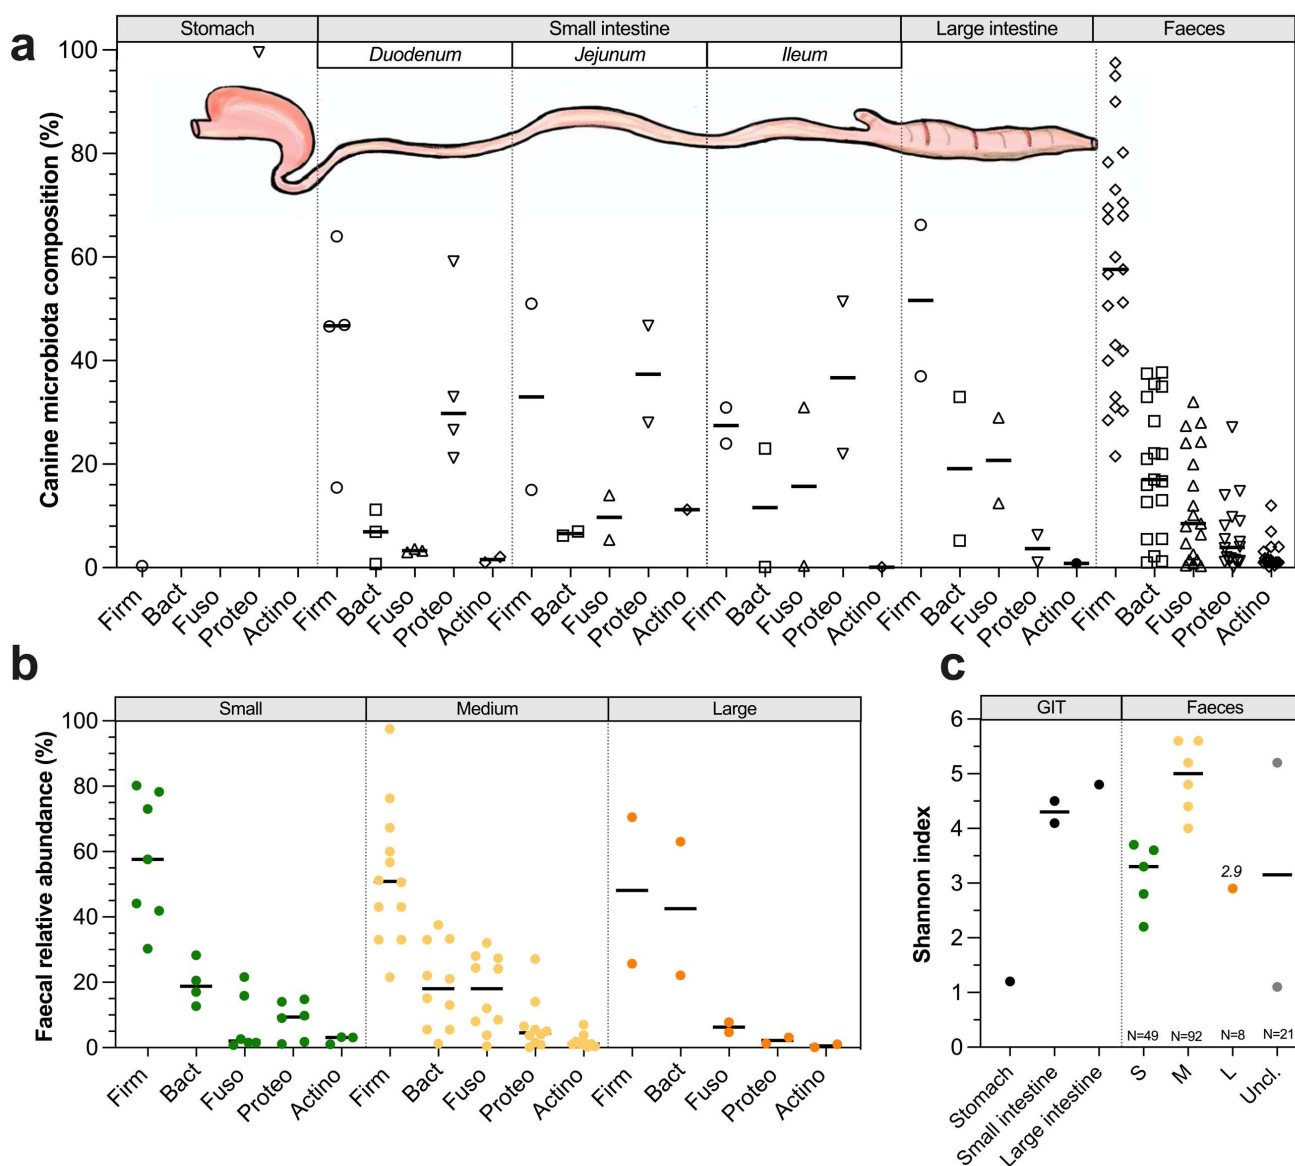 a
Stomach Small intestine Large intestine Faeces
Duodenum Jejunum Ileum
Canine microbiota composition (%)
100
80
60
40
20
0
Firm Bact Fuso Proteo Actino Firm Bact Fuso Proteo Actino Firm Bact Fuso Proteo Actino Firm Bact Fuso Proteo Actino Firm Bact Fuso Proteo Actino Firm Bact Fuso Proteo Actino
b
Small Medium Large
Faecal relative abundance (%)
100
80
60
40
20
0
Firm Bact Fuso Proteo Actino Firm Bact Fuso Proteo Actino Firm Bact Fuso Proteo Actino
c
GIT Faeces
Shannon index
6
5
4
3
2
1
0
2.9
N=49 N=92 N=8 N=21
Stomach Small intestine Large intestine S M L Uncl.